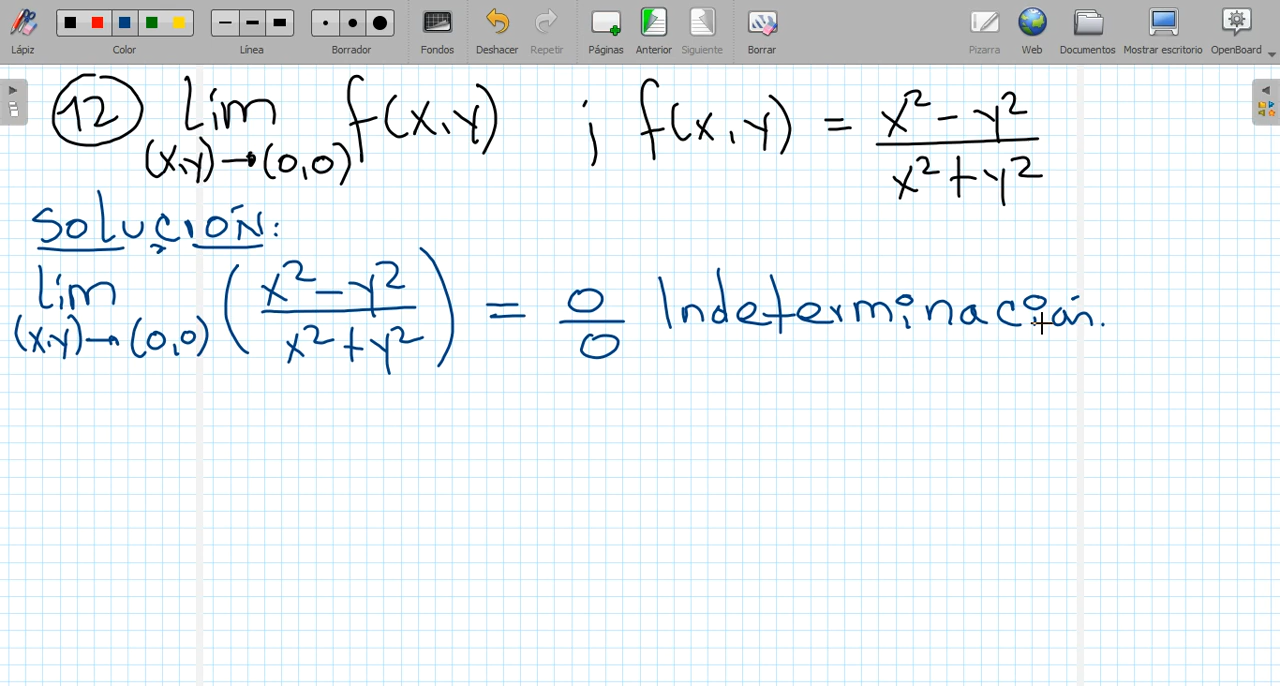 Lápiz Color Línea Borrador Fondos Deshacer Repetir Páginas Anterior Siguiente Borrar Pizarra Web Documentos Mostrar escritorio OpenBoard
12 Lim (x,y)→(0,0) f(x,y) ; f(x,y) = x²-y² / x²+y²
Solución:
Lim (x,y)→(0,0) (x²-y² / x²+y²) = 0/0 Indeterminación.